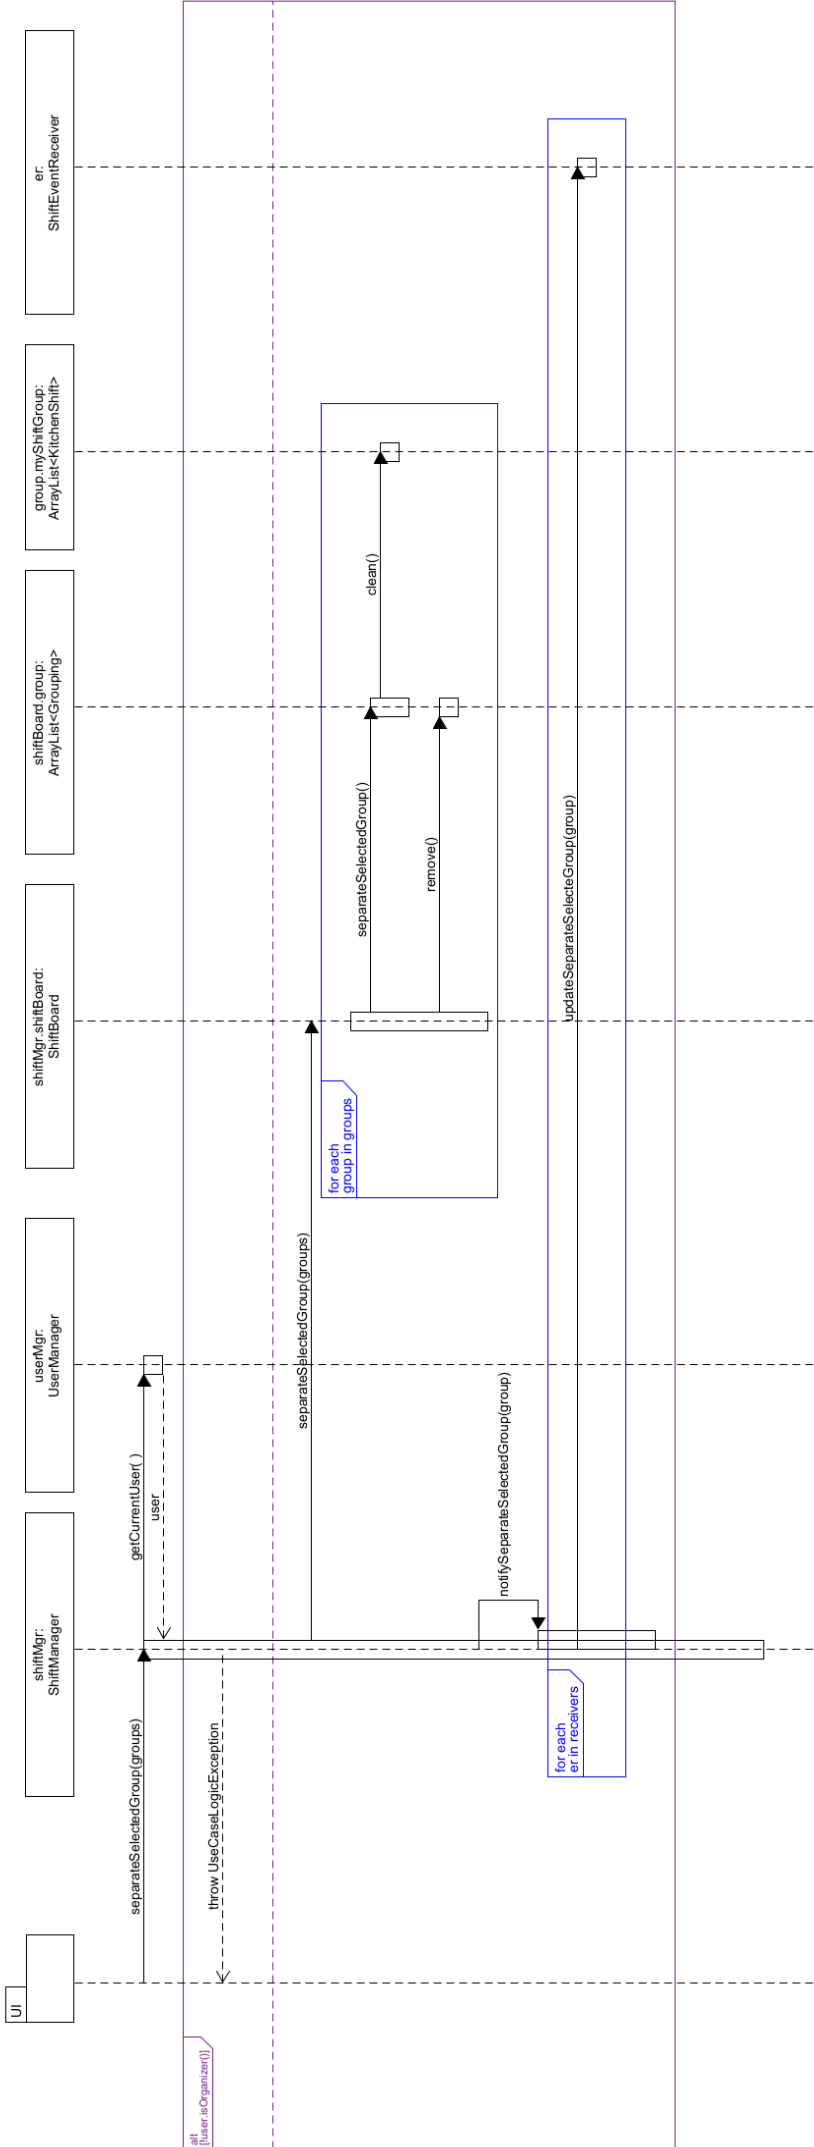 UI
shiftMgr:
ShiftManager
userMgr:
UserManager
shiftMgr.shiftBoard:
ShiftBoard
shiftBoard.group:
ArrayList<Grouping>
group.myShiftGroup:
ArrayList<KitchenShift>
er:
ShiftEventReceiver
separateSelectedGroup(groups)
getCurrentUser( )
user
alt
[!user.isOrganizer()]
throw UseCaseLogicException
separateSelectedGroup(groups)
for each
group in groups
separateSelectedGroup()
clean()
remove()
notifySeparateSelectedGroup(group)
for each
er in receivers
updateSeparateSelecteGroup(group)